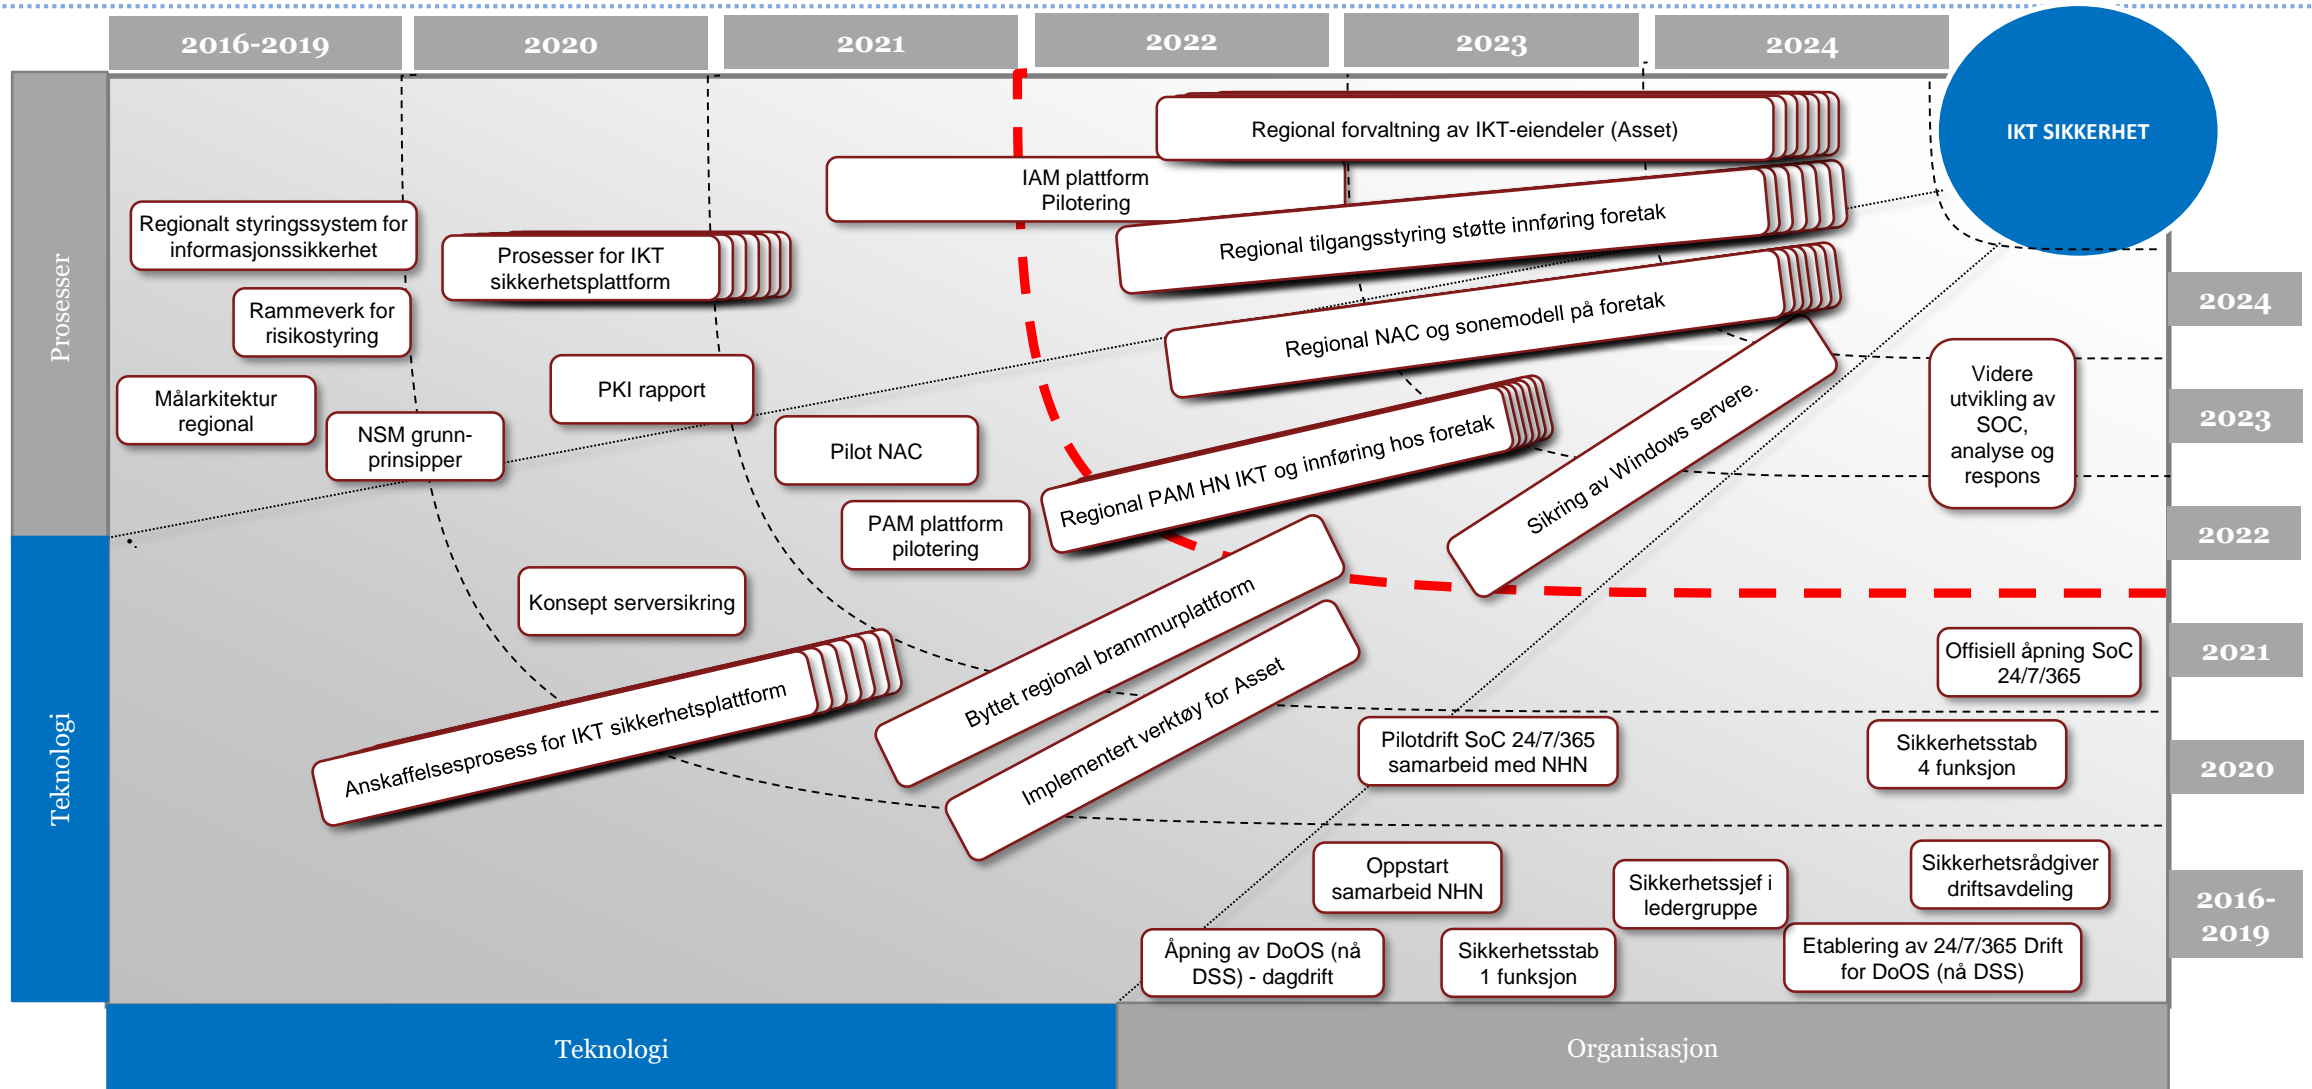 2016-2019
2020
2021
2022
2023
2024
IKT SIKKERHET
Prosesser
Teknologi
Regional forvaltning av IKT-eiendeler (Asset)
IAM plattform
Pilotering
Regionalt styringssystem for
informasjonssikkerhet
Prosesser for IKT
sikkerhetsplattform
Regional tilgangsstyring støtte innføring foretak
Rammeverk for
risikostyring
Regional NAC og sonemodell på foretak
Målarkitektur
regional
NSM grunn-
prinsipper
PKI rapport
Pilot NAC
Regional PAM HN IKT og innføring hos foretak
Sikring av Windows servere.
Videre
utvikling av
SOC,
analyse og
respons
PAM plattform
pilotering
Konsept serversikring
Byttet regional brannmurplattform
Anskaffelsesprosess for IKT sikkerhetsplattform
Implementert verktøy for Asset
Offisiell åpning SoC
24/7/365
Pilotdrift SoC 24/7/365
samarbeid med NHN
Sikkerhetsstab
4 funksjon
Oppstart
samarbeid NHN
Sikkerhetssjef i
ledergruppe
Sikkerhetsrådgiver
driftsavdeling
Åpning av DoOS (nå
DSS) - dagdrift
Sikkerhetsstab
1 funksjon
Etablering av 24/7/365 Drift
for DoOS (nå DSS)
2024
2023
2022
2021
2020
2016-
2019
Teknologi
Organisasjon